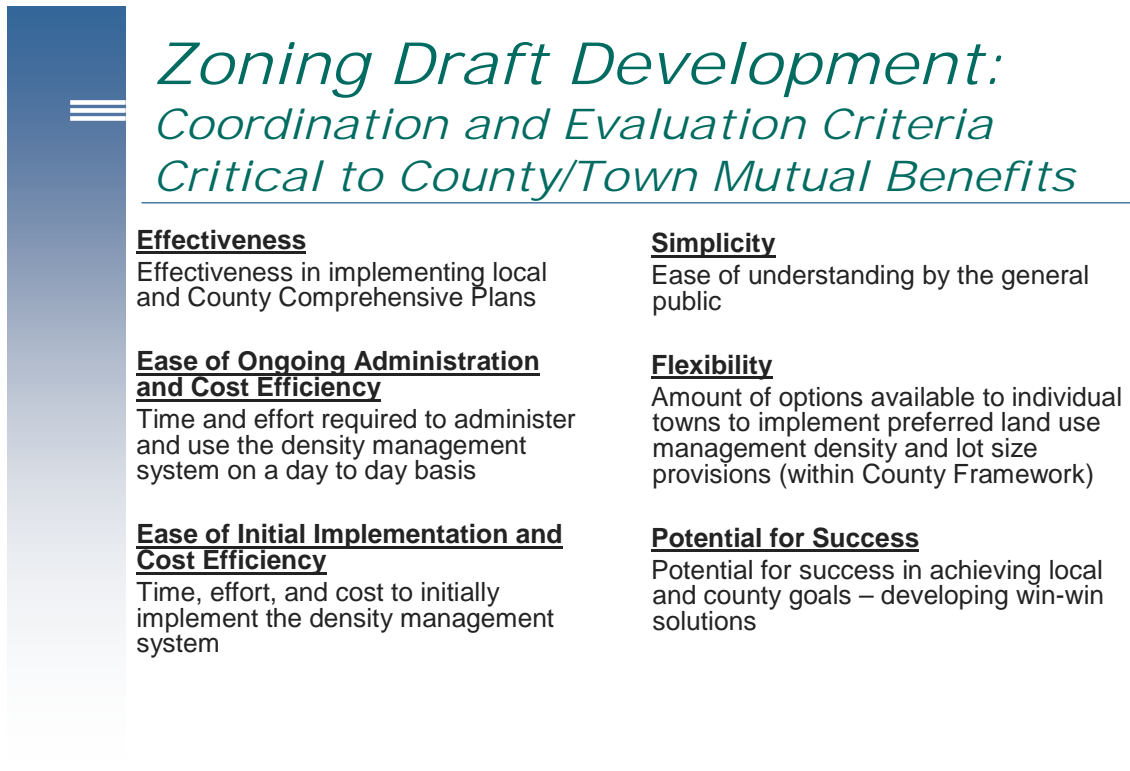 Zoning Draft Development:
Coordination and Evaluation Criteria
Critical to County/Town Mutual Benefits
Effectiveness
Effectiveness in implementing local
and County Comprehensive Plans
Ease of Ongoing Administration
and Cost Efficiency
Time and effort required to administer
and use the density management
system on a day to day basis
Ease of Initial Implementation and
Cost Efficiency
Time, effort, and cost to initially
implement the density management
system
Simplicity
Ease of understanding by the general
public
Flexibility
Amount of options available to individual
towns to implement preferred land use
management density and lot size
provisions (within County Framework)
Potential for Success
Potential for success in achieving local
and county goals – developing win-win
solutions